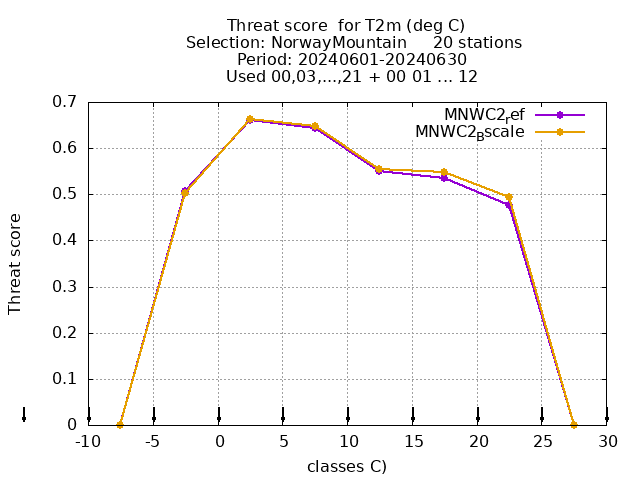 Threat score  for T2m (deg C)
Selection: NorwayMountain     20 stations
Period: 20240601-20240630
Used 00,03,...,21 + 00 01 ... 12
MNWC2ref
MNWC2Bscale
0.7
0.6
0.5
0.4
0.3
0.2
0.1
0
Threat score
-10 -5 0 5 10 15 20 25 30
classes C)